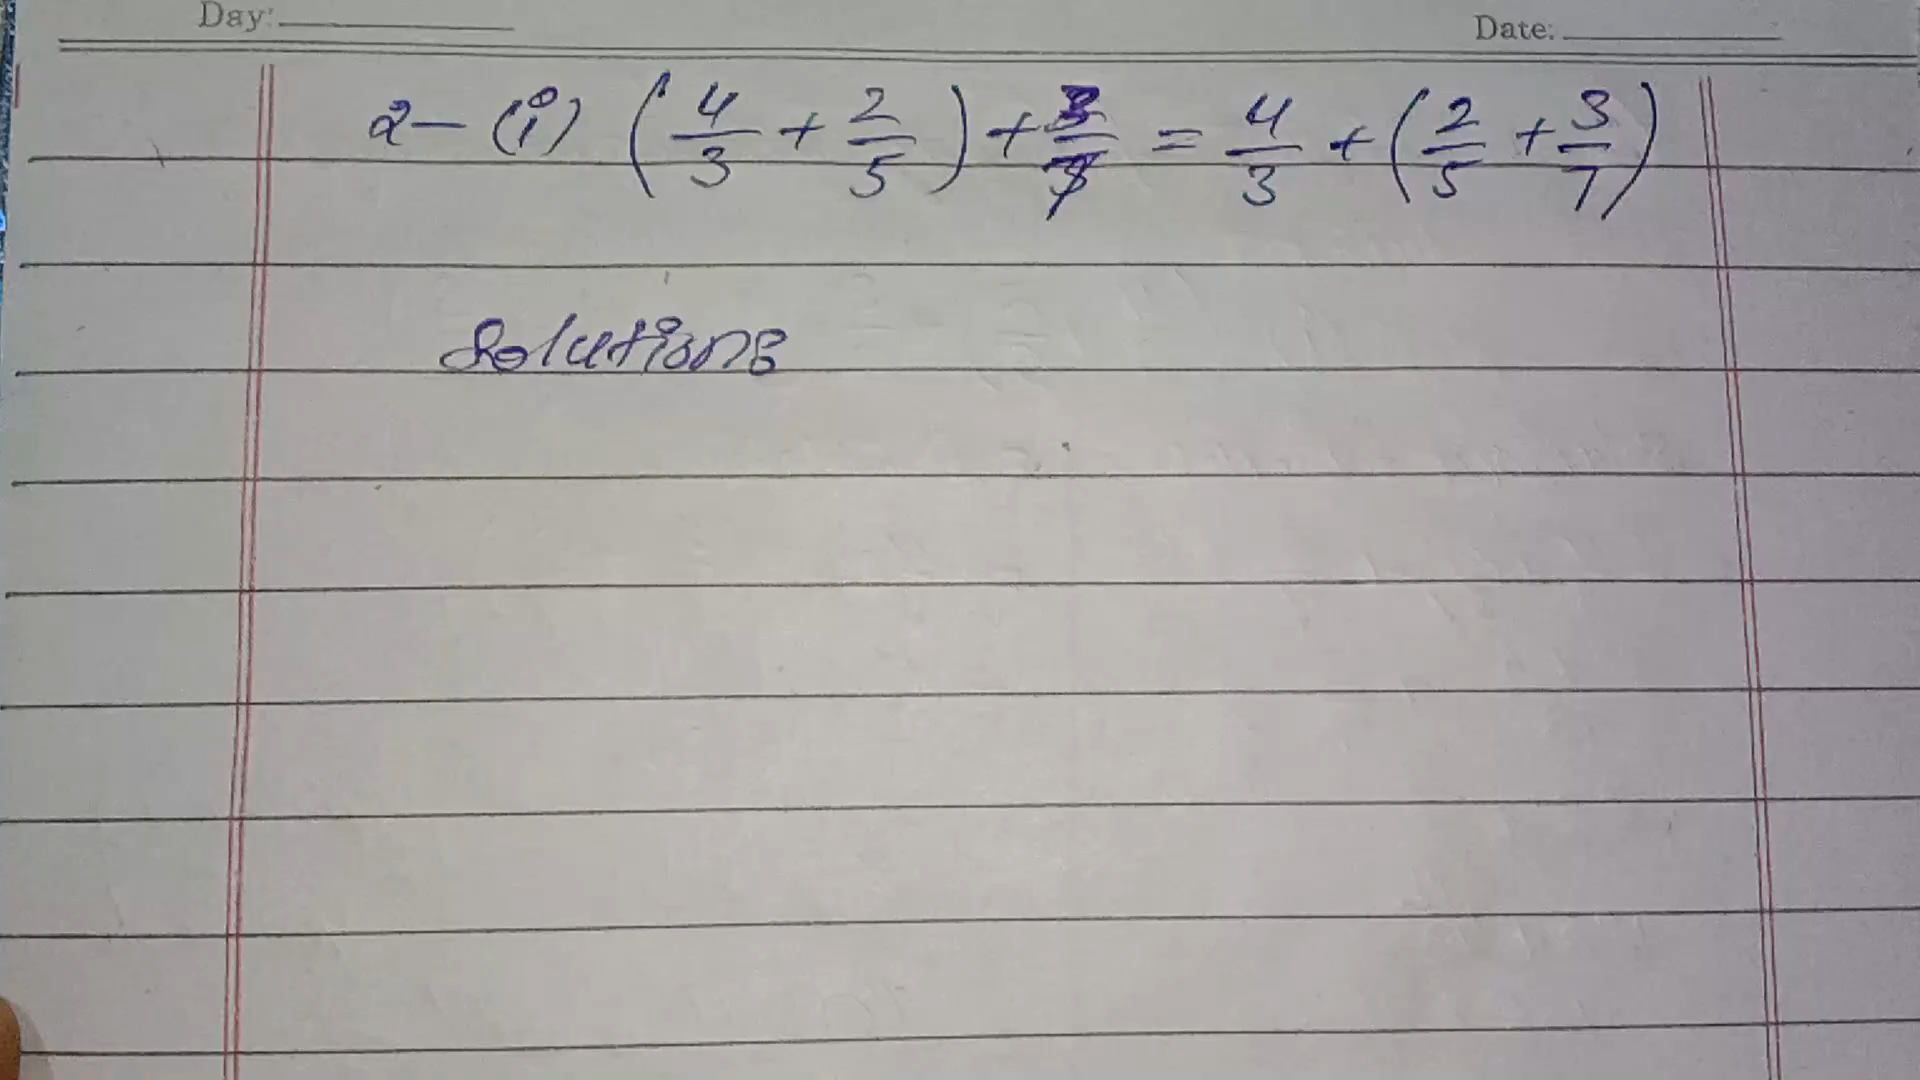 Day: Date:
2-(i) (4/3 + 2/5) + 3/7 = 4/3 + (2/5 + 3/7)
Solutions